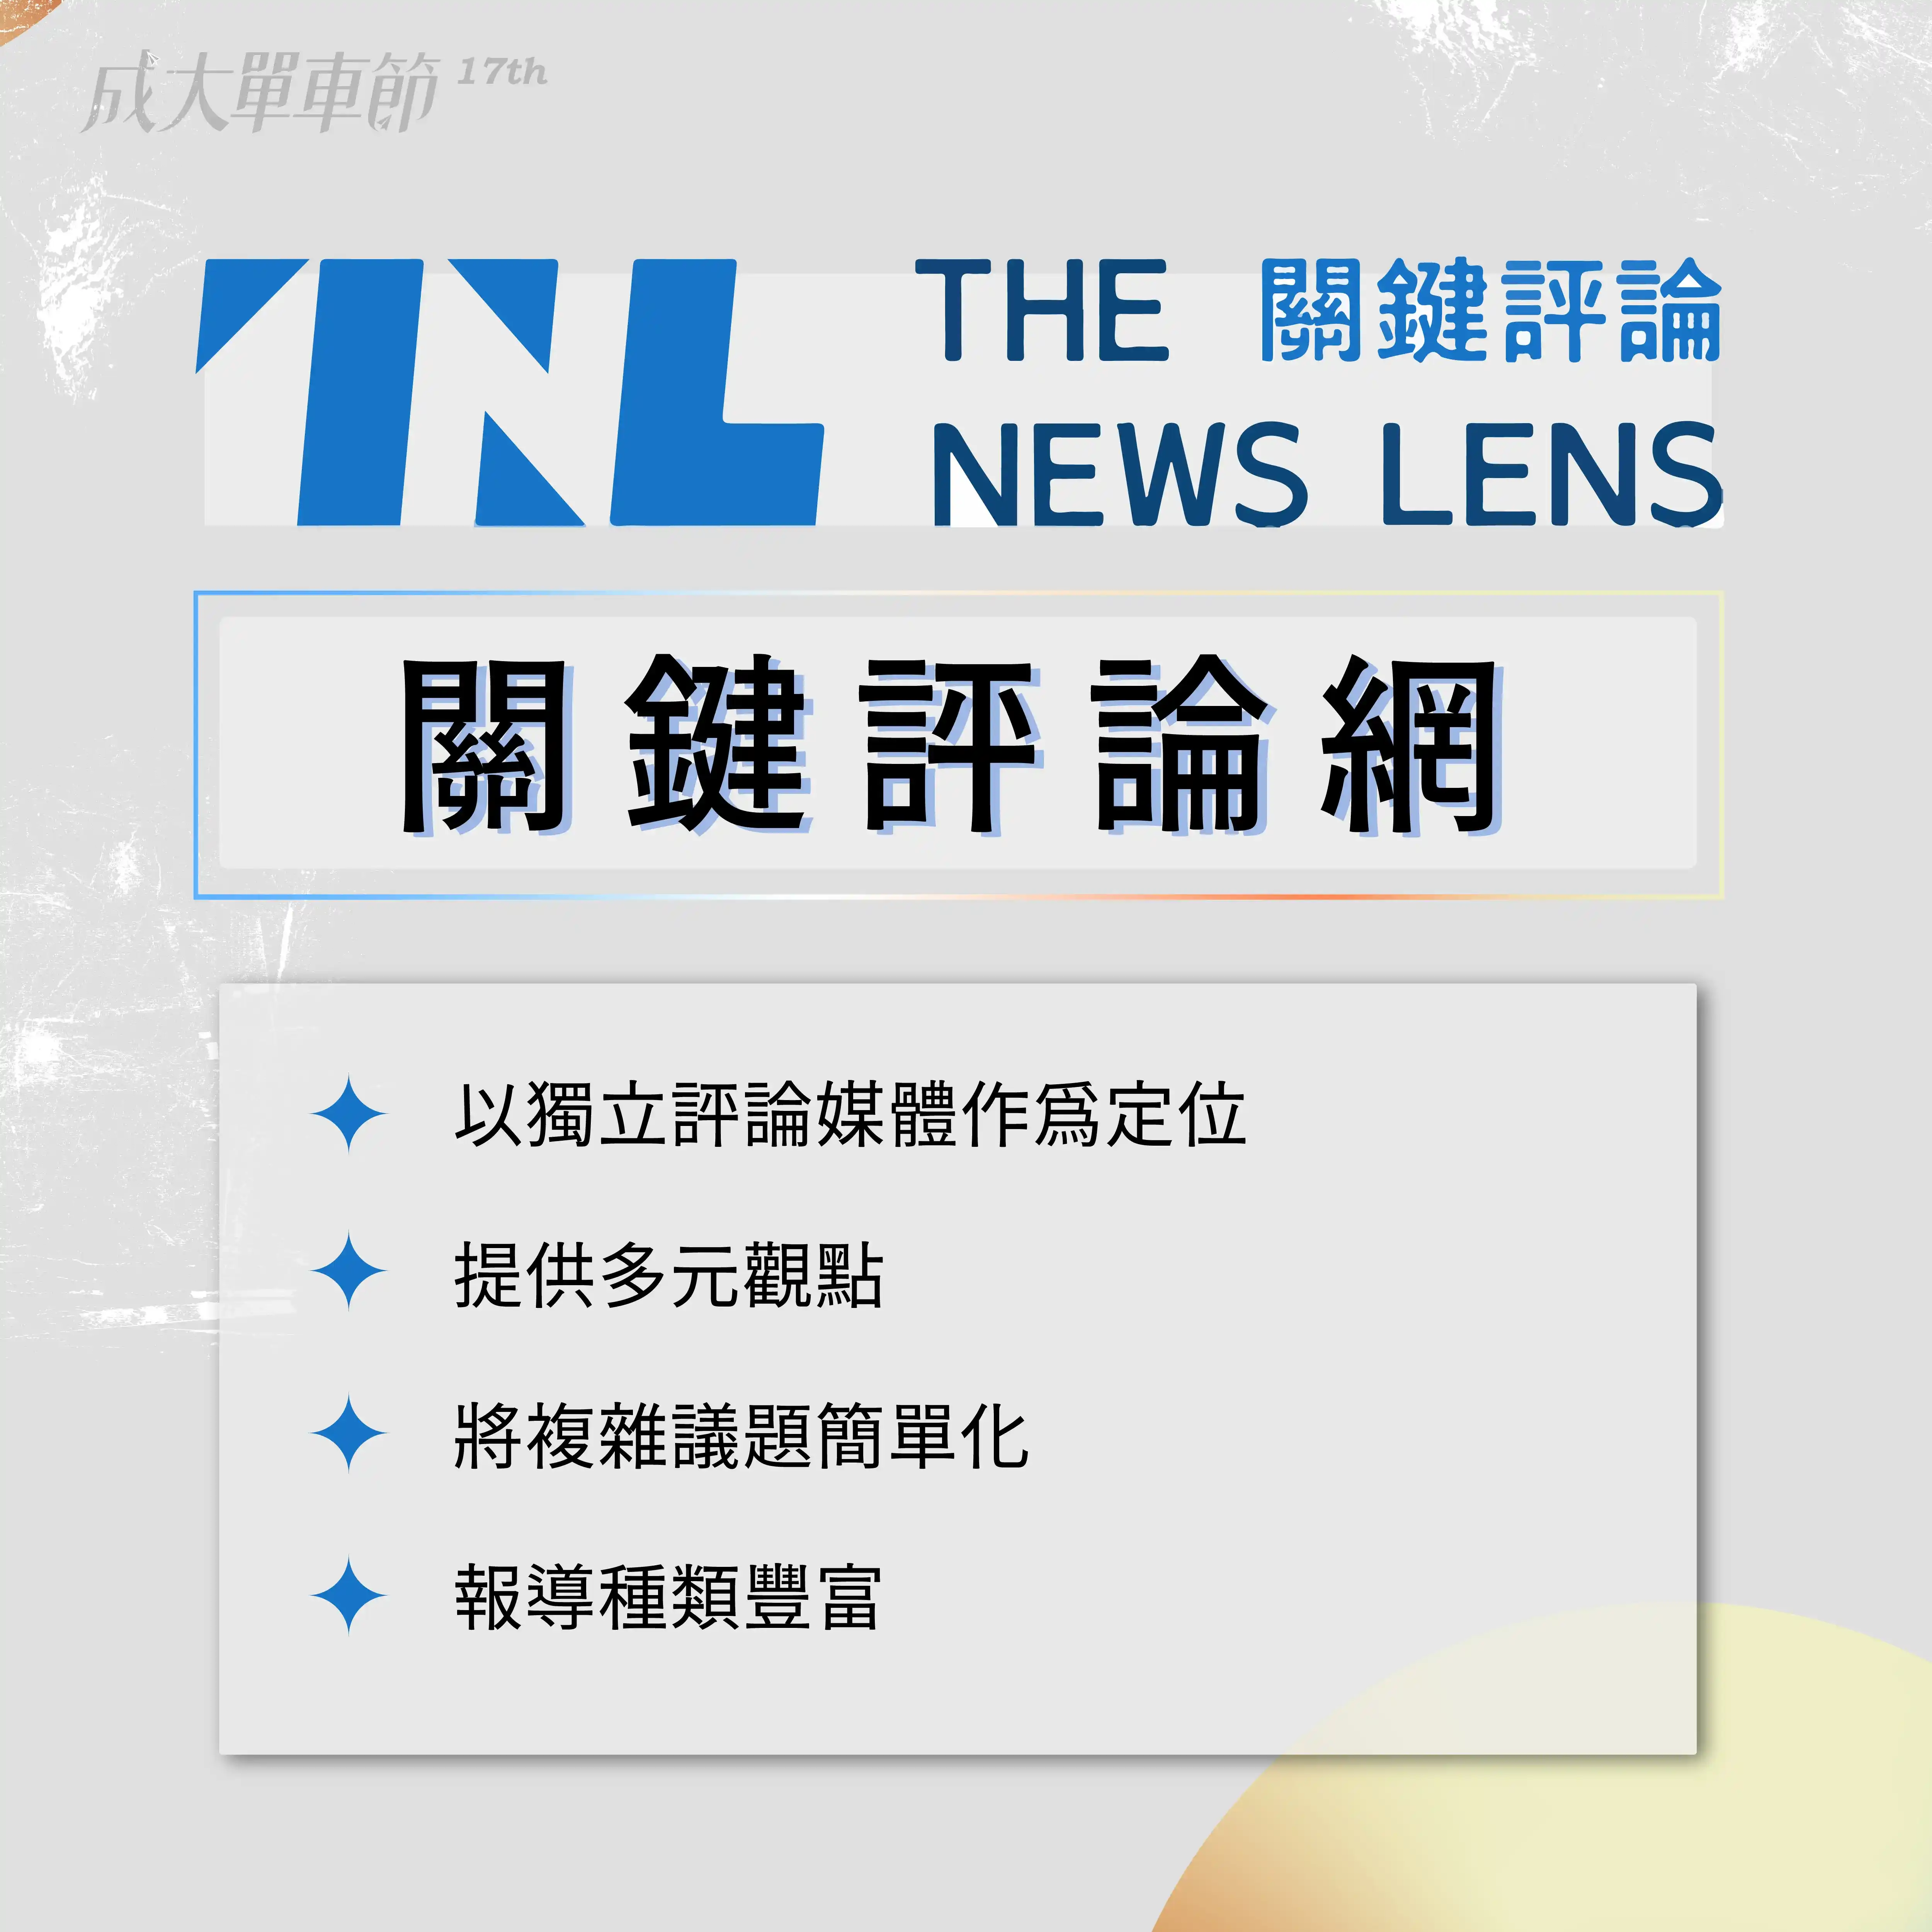 成大單車節 17th
TNL
THE 關鍵評論
NEWS LENS
關鍵評論網
以獨立評論媒體作爲定位
提供多元觀點
將複雜議題簡單化
報導種類豐富